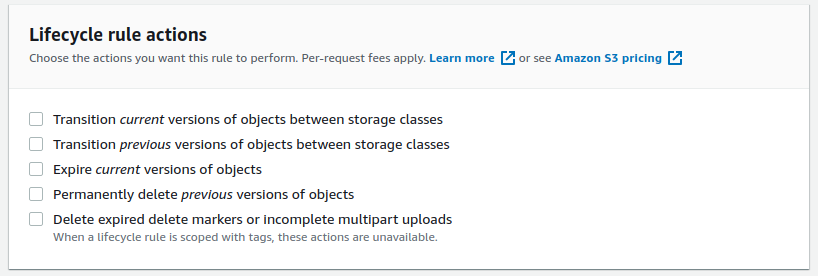 Lifecycle rule actions
Choose the actions you want this rule to perform. Per-request fees apply. Learn more or see Amazon S3 pricing
Transition current versions of objects between storage classes
Transition previous versions of objects between storage classes
Expire current versions of objects
Permanently delete previous versions of objects
Delete expired delete markers or incomplete multipart uploads
When a lifecycle rule is scoped with tags, these actions are unavailable.